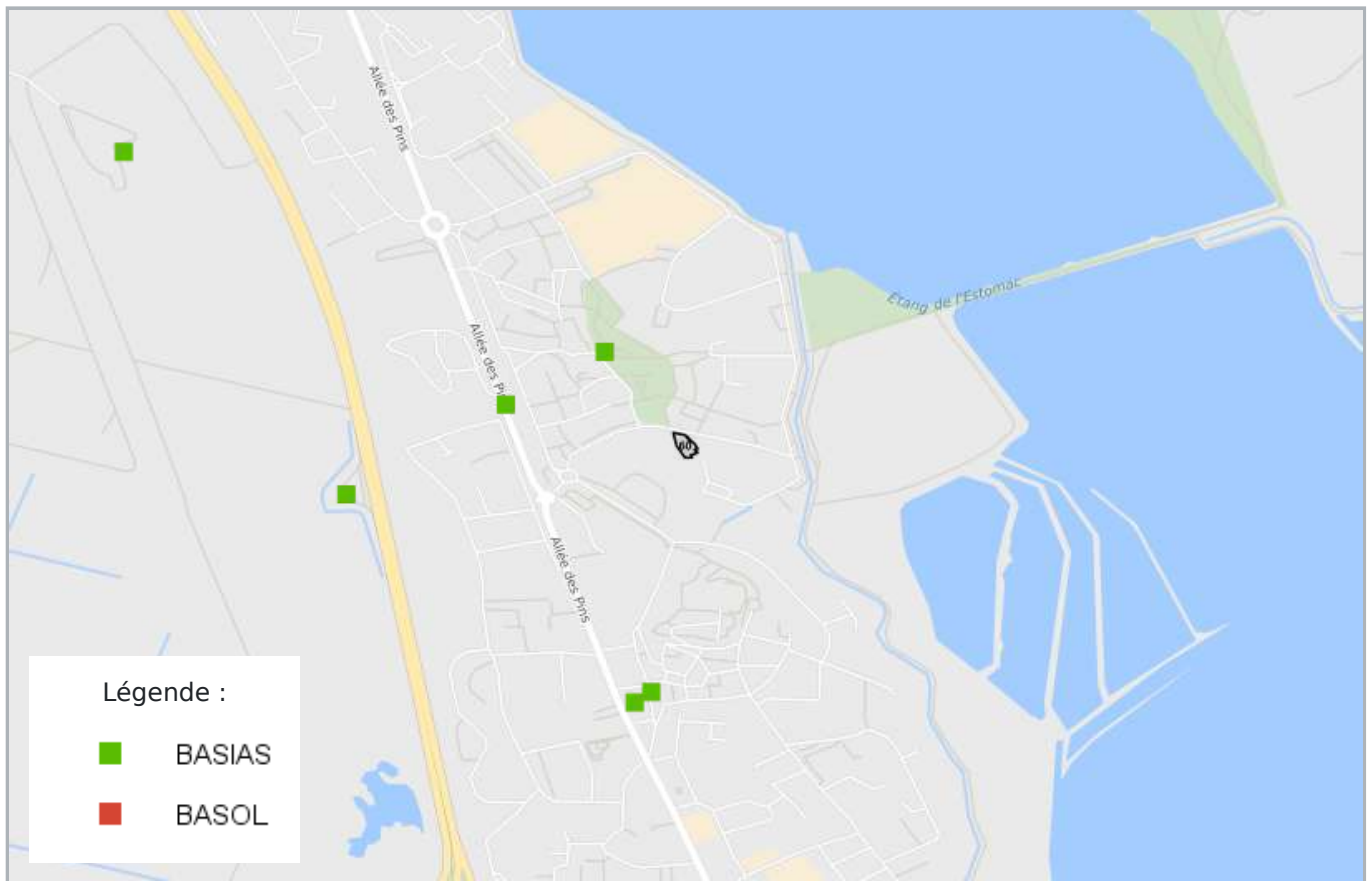 Allée des Pins
Étang de l'Estomac
Allée des Pins
Allée des Pins
Légende :
BASIAS
BASOL